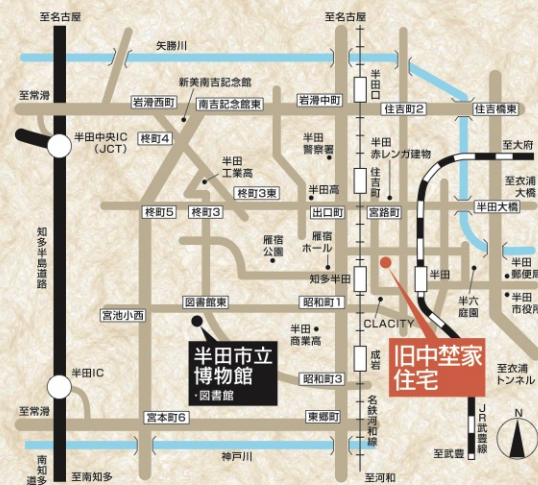 至名古屋
至名古屋
矢勝川
新美南吉記念館
半田口
至常滑
岩滑西町
南吉記念館東
岩滑中町
住吉町2
住吉橋東
半田中央IC
(JCT)
柊町4
半田
警察署
半田
赤レンガ建物
至大府
半田
工業高
住吉町
至衣浦
大橋
柊町3東
半田高
柊町5
柊町3
出口町
宮路町
半田大橋
知多半島道路
雁宿
公園
雁宿
ホール
知多半田
半田
半田
郵便局
半六
庭園
半田
市役所
宮池小西
図書館東
昭和町1
CLACITY
半田市立
博物館
・図書館
半田
商業高
成岩
旧中埜家
住宅
半田IC
昭和町3
至衣浦
トンネル
至常滑
宮本町6
東郷町
名鉄河和線
JR武豊線
N
神戸川
南知多道路
至南知多
至河和
至武豊